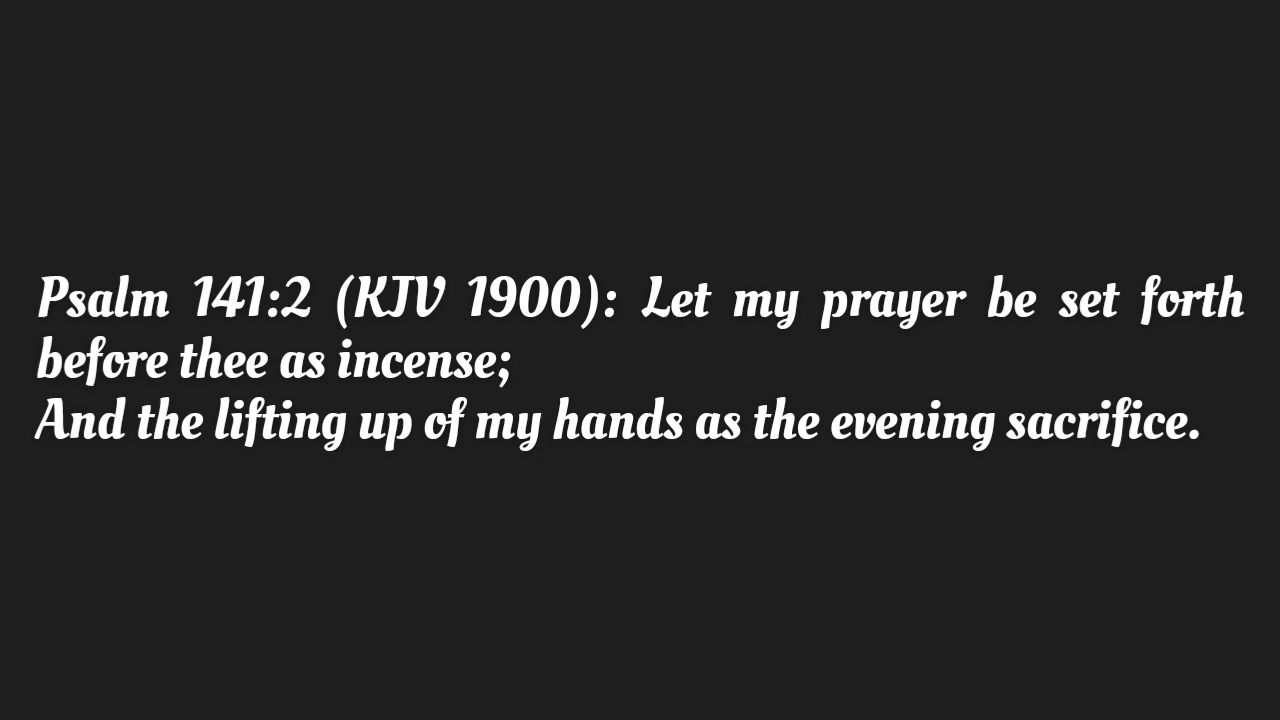 Psalm 141:2 (KJV 1900): Let my prayer be set forth
before thee as incense;
And the lifting up of my hands as the evening sacrifice.